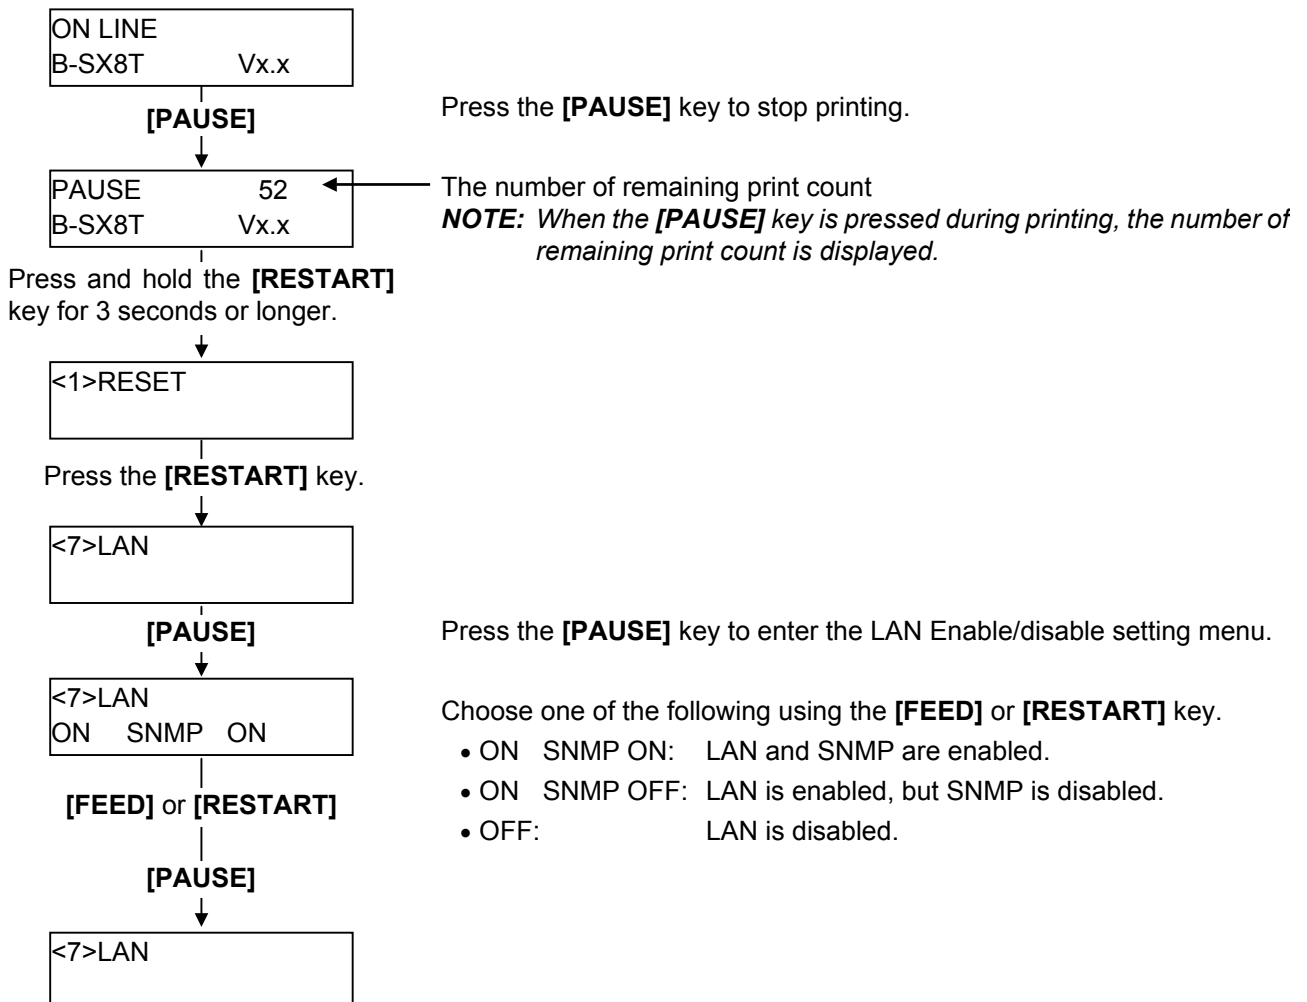 ON LINE
B-SX8T Vx.x
[PAUSE]
Press the [PAUSE] key to stop printing.
PAUSE 52
B-SX8T Vx.x
The number of remaining print count
NOTE: When the [PAUSE] key is pressed during printing, the number of
remaining print count is displayed.
Press and hold the [RESTART]
key for 3 seconds or longer.
<1>RESET
Press the [RESTART] key.
<7>LAN
[PAUSE]
Press the [PAUSE] key to enter the LAN Enable/disable setting menu.
<7>LAN
ON SNMP ON
Choose one of the following using the [FEED] or [RESTART] key.
• ON SNMP ON: LAN and SNMP are enabled.
• ON SNMP OFF: LAN is enabled, but SNMP is disabled.
• OFF: LAN is disabled.
[FEED] or [RESTART]
[PAUSE]
<7>LAN